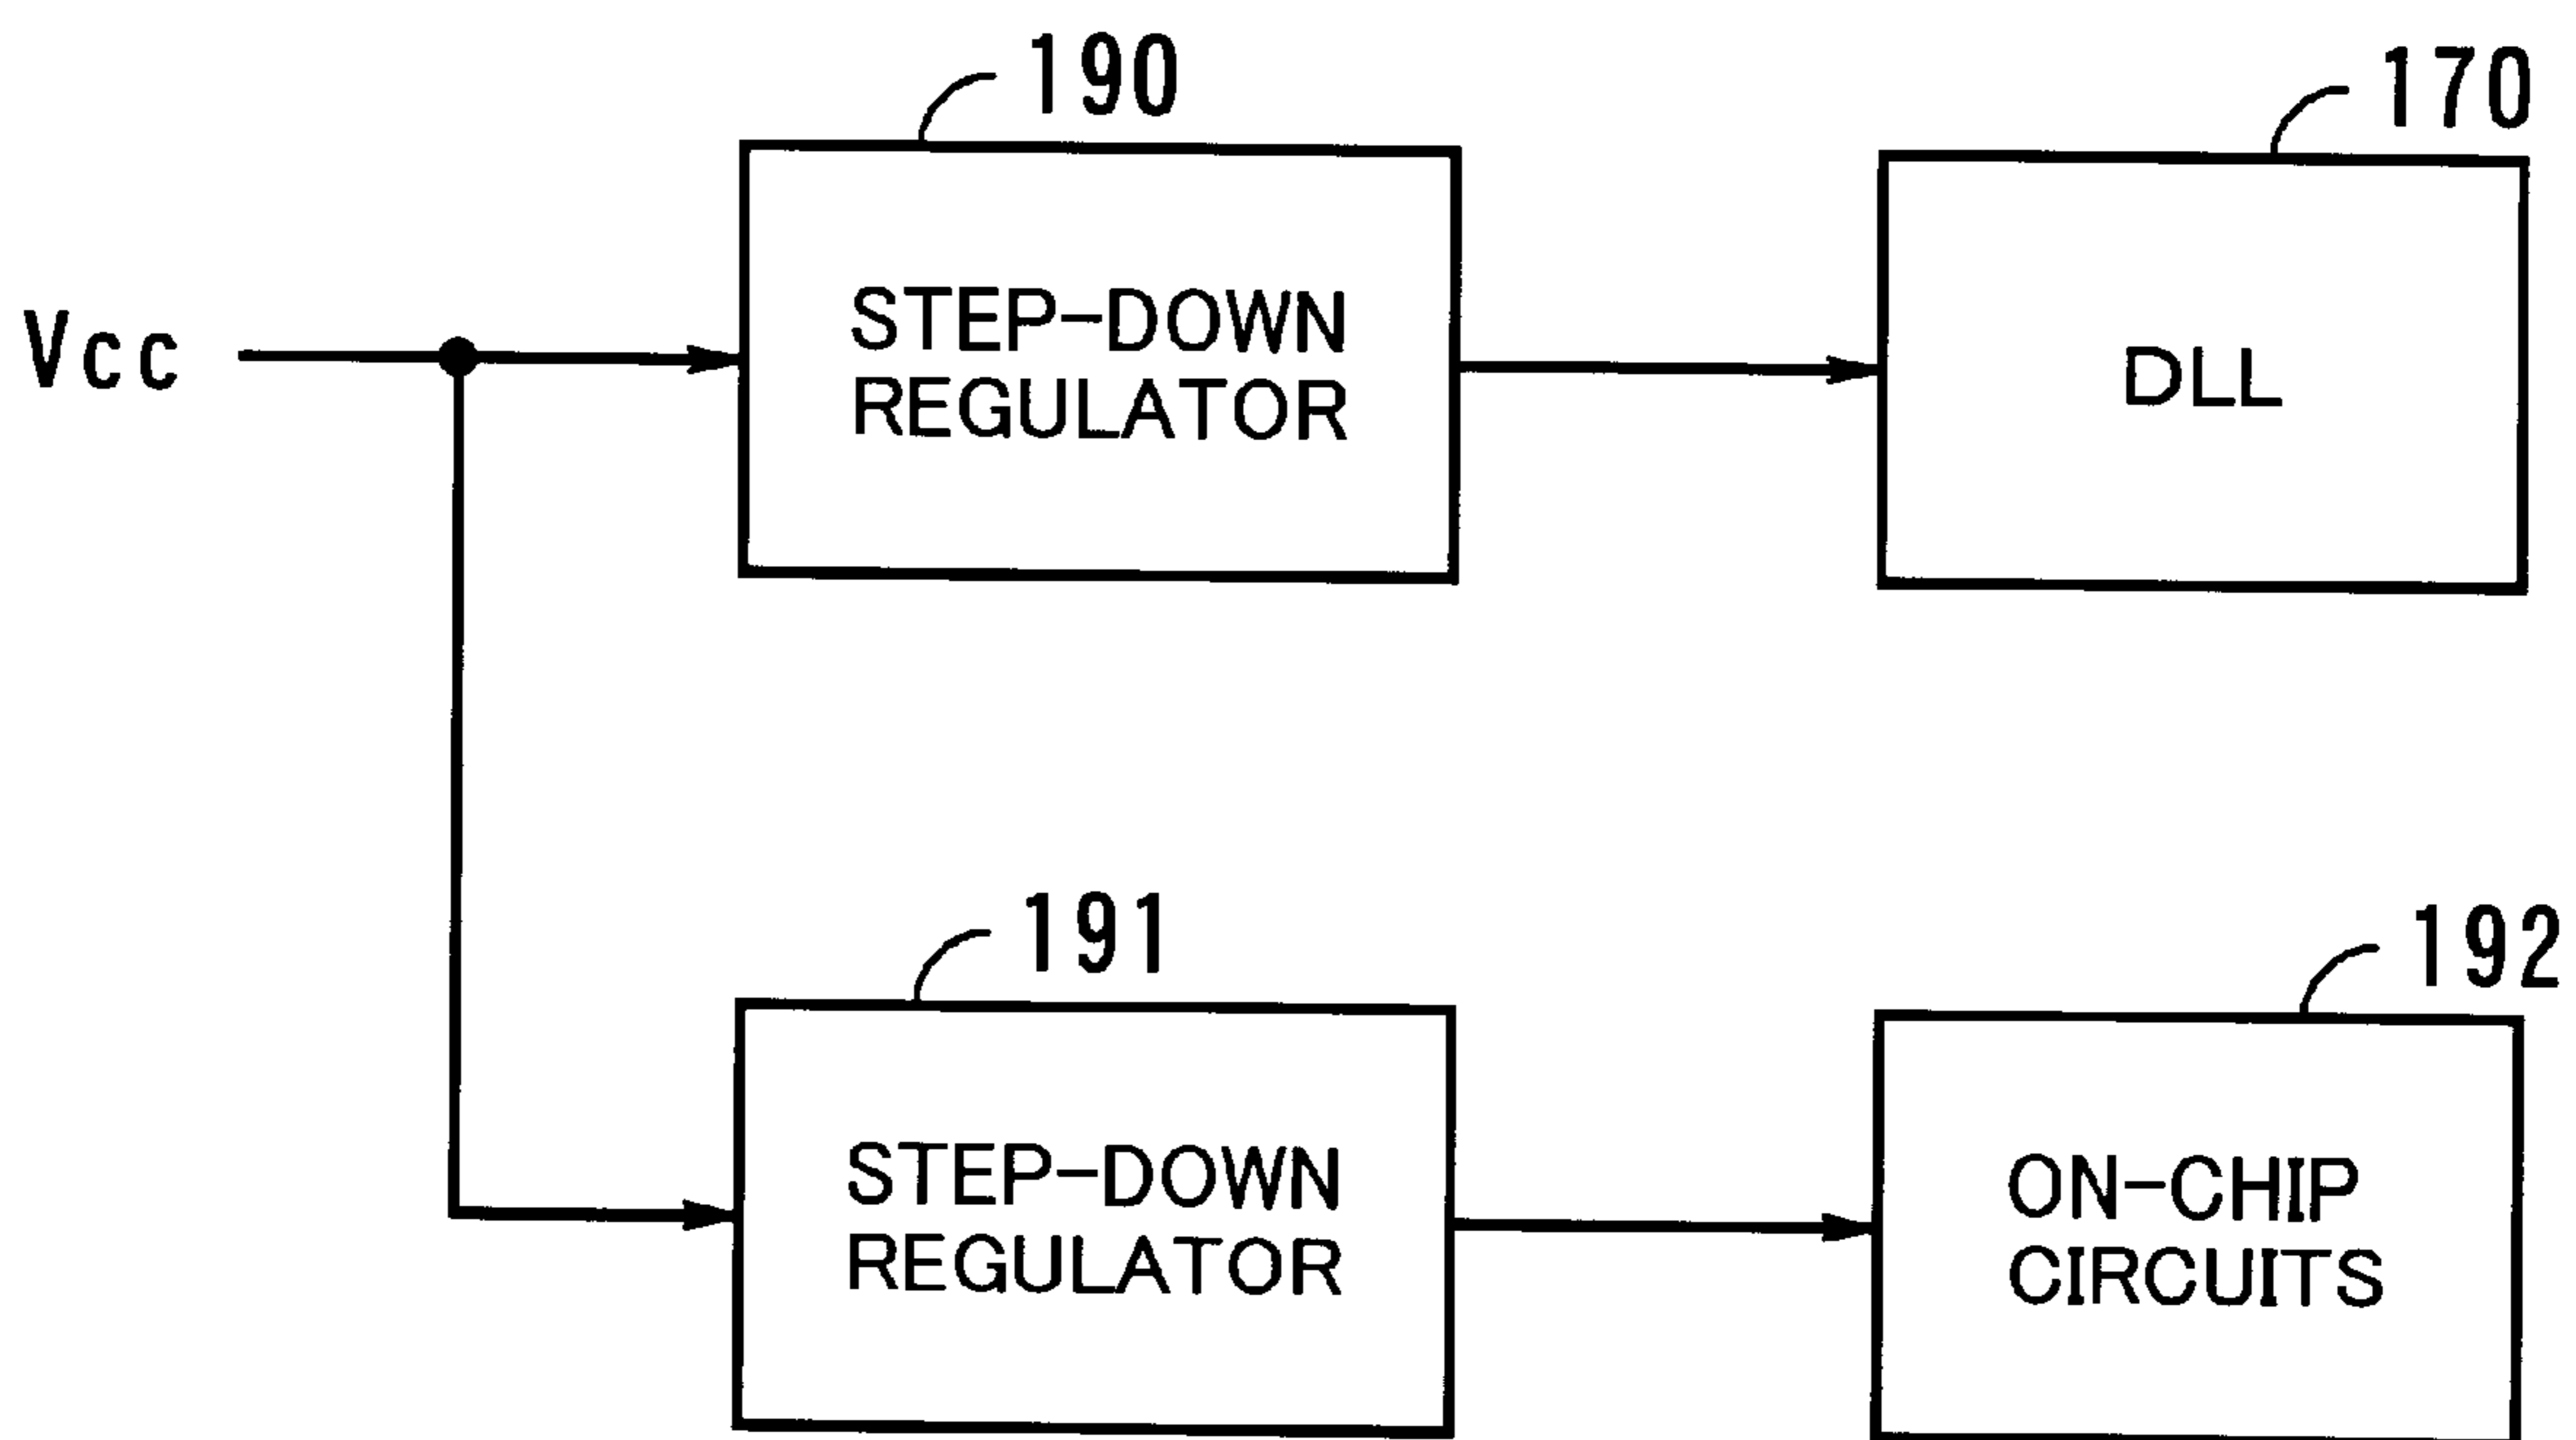 190
170
Vcc
STEP-DOWN
REGULATOR
DLL
191
192
STEP-DOWN
REGULATOR
ON-CHIP
CIRCUITS